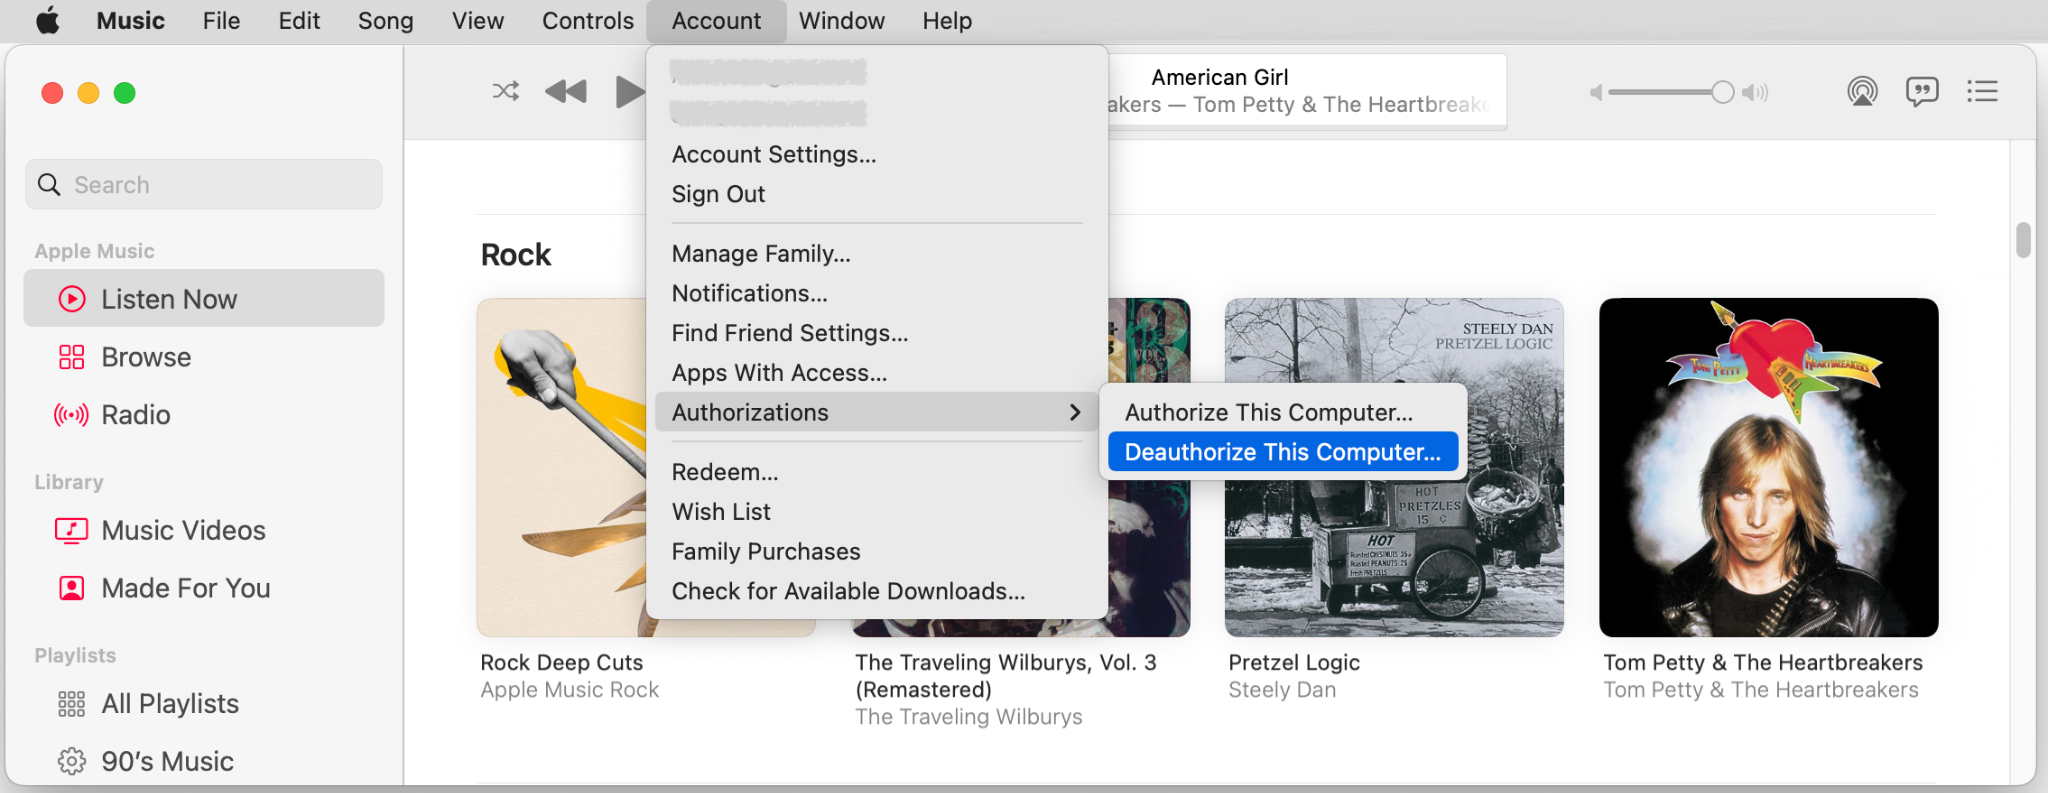 Music File Edit Song View Controls Account Window Help
American Girl
akers — Tom Petty & The Heartbreake
Search
Apple Music
Listen Now
Browse
Radio
Library
Music Videos
Made For You
Playlists
All Playlists
90’s Music
Account Settings...
Sign Out
Manage Family...
Notifications...
Find Friend Settings...
Apps With Access...
Authorizations
Redeem...
Wish List
Family Purchases
Check for Available Downloads...
Authorize This Computer...
Deauthorize This Computer...
Rock
VOL.
STEELY DAN
PRETZEL LOGIC
HOT
PRETZLES
15 ¢
HOT
Roasted CHESTNUTS 35¢
Roasted PEANUTS 25
Fresh PRETZELS
TOM PETTY HEARTBREAKERS
Rock Deep Cuts
Apple Music Rock
The Traveling Wilburys, Vol. 3
(Remastered)
The Traveling Wilburys
Pretzel Logic
Steely Dan
Tom Petty & The Heartbreakers
Tom Petty & The Heartbreakers